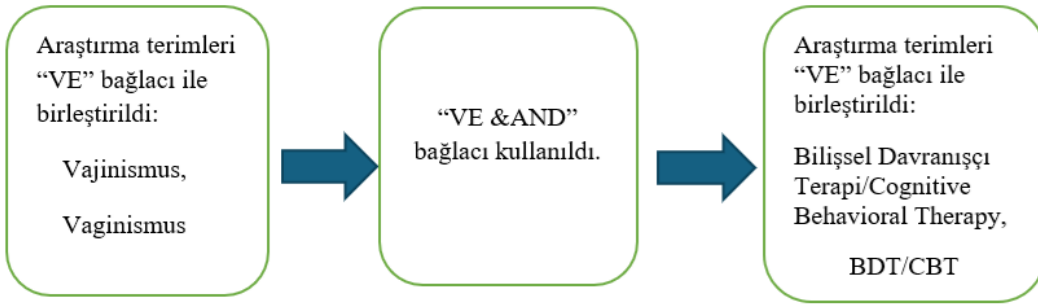 Araştırma terimleri
“VE” bağlacı ile
birleştirildi:
Vajinismus,
Vaginismus
“VE &AND”
bağlacı kullanıldı.
Araştırma terimleri
“VE” bağlacı ile
birleştirildi:
Bilişsel Davranışçı
Terapi/Cognitive
Behavioral Therapy,
BDT/CBT